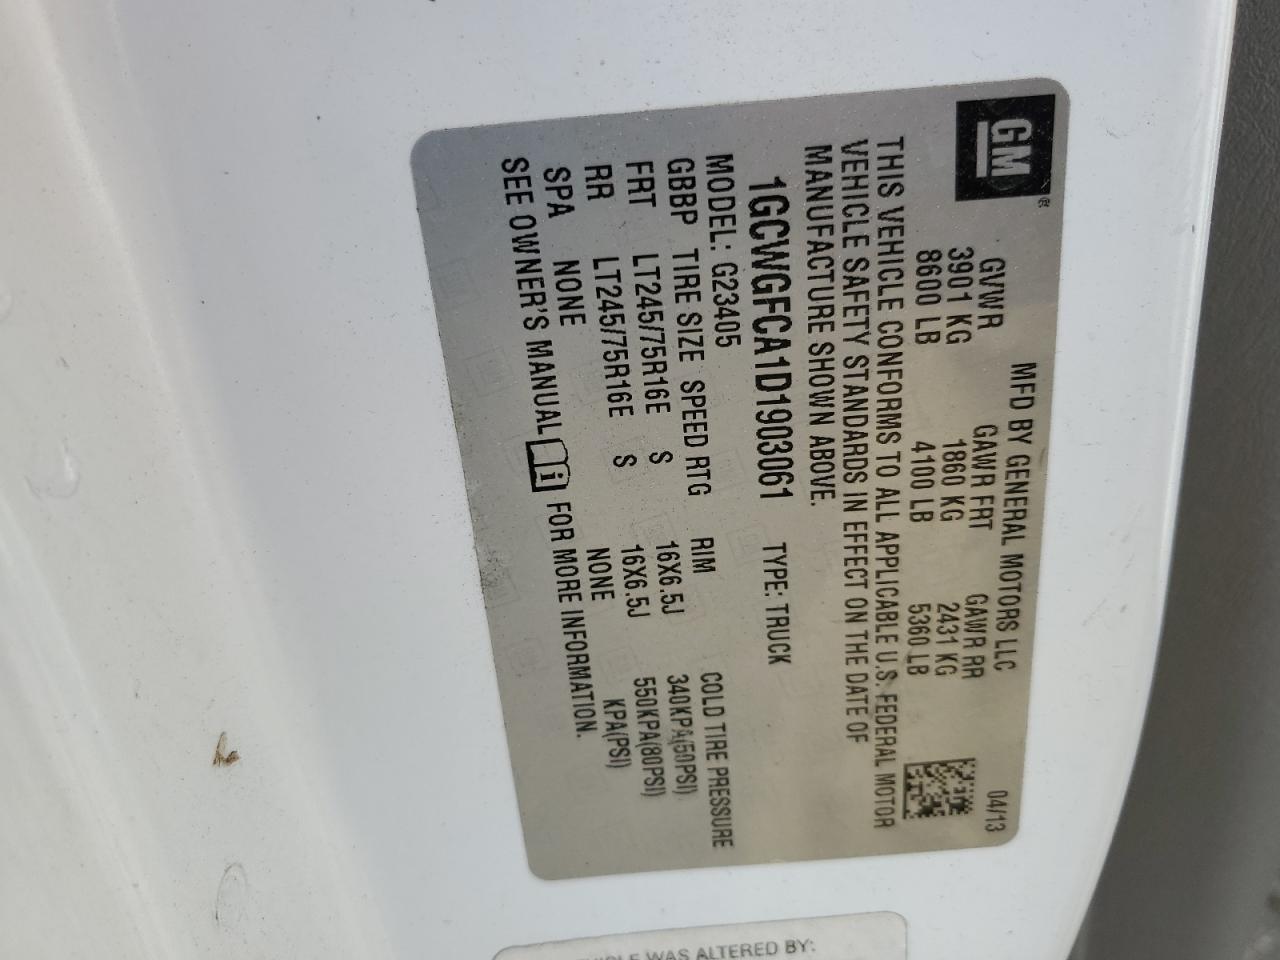 GM®
MFD BY GENERAL MOTORS LLC 04/13
GVWR GAWR FRT GAWR RR
3901 KG 1860 KG 2431 KG
8600 LB 4100 LB 5360 LB
THIS VEHICLE CONFORMS TO ALL APPLICABLE U.S. FEDERAL MOTOR
VEHICLE SAFETY STANDARDS IN EFFECT ON THE DATE OF
MANUFACTURE SHOWN ABOVE.
1GCWGFCA1D1903061 TYPE: TRUCK
MODEL: G23405
GBBP TIRE SIZE SPEED RTG RIM COLD TIRE PRESSURE
FRT LT245/75R16E S 16X6.5J 340KPA(50PSI)
RR LT245/75R16E S 16X6.5J 550KPA(80PSI)
SPA NONE NONE KPA(PSI)
SEE OWNER'S MANUAL i FOR MORE INFORMATION.
WAS ALTERED BY: